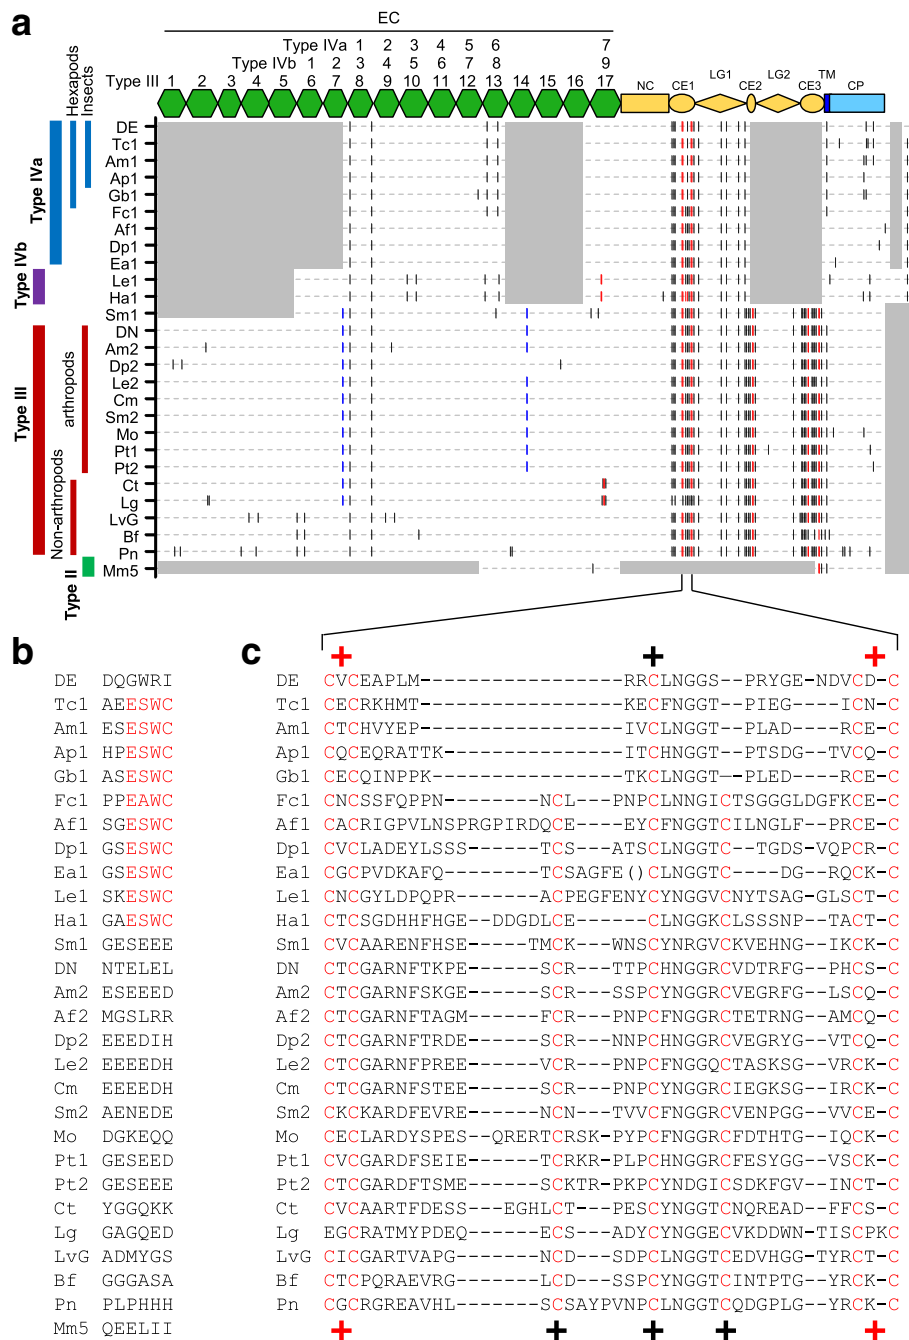 a
EC
Type IVa 1 2 3 4 5 6 7
Type IVb 1 2 3 4 5 6 7 8 9
Type III 1 2 3 4 5 6 7 8 9 10 11 12 13 14 15 16 17
NC CE1 LG1 CE2 LG2 CE3 TM CP
Hexapods
Insects
Type IVa
Type IVb
Type III
arthropods
Non-arthropods
Type II
DE
Tc1
Am1
Ap1
Gb1
Fc1
Af1
Dp1
Ea1
Le1
Ha1
Sm1
DN
Am2
Dp2
Le2
Cm
Sm2
Mo
Pt1
Pt2
Ct
Lg
LvG
Bf
Pn
Mm5
b
DE DQGWRI
Tc1 AEESWC
Am1 ESESWC
Ap1 HPESWC
Gb1 ASESWC
Fc1 PPEAWC
Af1 SGESWC
Dp1 GSESWC
Ea1 GSESWC
Le1 SKESWC
Ha1 GAESWC
Sm1 GESEEE
DN NTELEL
Am2 ESEEED
Af2 MGSLRR
Dp2 EEEDIH
Le2 EEEEDH
Cm EEEEDH
Sm2 AENEDE
Mo DGKEQQ
Pt1 GESEED
Pt2 GESEEE
Ct YGGQKK
Lg GAGQED
LvG ADMYGS
Bf GGGASA
Pn PLPHHH
Mm5 QEELII
c
+ + +
DE CVCEAPLM-----------------RRCLNGGS--PRYGE-NDVCD-C
Tc1 CECRKHMT-----------------KECFNGGT--PIEG----ICN-C
Am1 CTCHVYEP-----------------IVCLNGGT--PLAD----RCE-C
Ap1 CQCEQRATTK---------------ITCHNGGT--PTSDG--TVCQ-C
Gb1 CECQINPPK----------------TKCLNGGT--PLED----RCE-C
Fc1 CNCSSFQPPN--------NCL---PNPCLNNGICTSGGGLDGFKCE-C
Af1 CACRIGPVLNSPRGPIRDQCE----EYCFNGGTCILNGLF--PRCE-C
Dp1 CVCLADEYLSSS-------TCS---ATSCLNGGTC--TGDS-VQPCR-C
Ea1 CGCPVDKAFQ--------TCSAGFE()CLNGGTC----DG--RQCK-C
Le1 CNCGYLDPQPR-------ACPEGFENYCYNGGVCNYTSAG-GLSCT-C
Ha1 CTCSGDHHFHGE--DDGDLCE------CLNGGKCLSSSNP--TACT-C
Sm1 CVCAARENFHSE-----TMCK---WNSCYNRGVCKVEHNG--IKCK-C
DN CTCGARNFTKPE------SCR---TTPCHNGGRCVDTRFG--PHCS-C
Am2 CTCGARNFSKGE------SCR---SSPCYNGGRCVEGRFG--LSCQ-C
Af2 CTCGARNFTAGM------FCR---PNPCFNGGRCTETRNG--AMCQ-C
Dp2 CTCGARNFTRDE------SCR---NNPCHNGGRCVEGRYG--VTCQ-C
Le2 CTCGARNFPREE------VCR---PNPCFNGGQCTASKSG--VRCK-C
Cm CTCGARNFSTEE------SCR---PNPCYNGGRCIEGKSG--IRCK-C
Sm2 CKCKARDFEVRE------NCN---TVVCFNGGRCVENPGG--VVCE-C
Mo CECLARDYSPES--QRERTCRSK-PYPCFNGGRCFDTHTG--IQCK-C
Pt1 CVCGARDFSEIE------TCRKR-PLPCHNGGRCFESYGG--VSCK-C
Pt2 CTCGARDFTSME------SCKTR-PKPCYNDGICSDKFGV--INCT-C
Ct CVCAARTFDESS---EGHLCT---PESCYNGGTCNQREAD--FFCS-C
Lg EGCRATMYPDEQ------ECS---ADYCYNGGECVKDDWN-TISCPKC
LvG CICGARTVAPG-------NCD---SDPCLNGGTCEDVHGG-TYRCT-C
Bf CTCPQRAEVRG-------LCD---SSPCYNGGTCINTPTG-YRCK-C
Pn CGCRGREAVHL-------SCSAYPVNPCLNGGTCQDGPLG-YRCK-C
+ + + + +